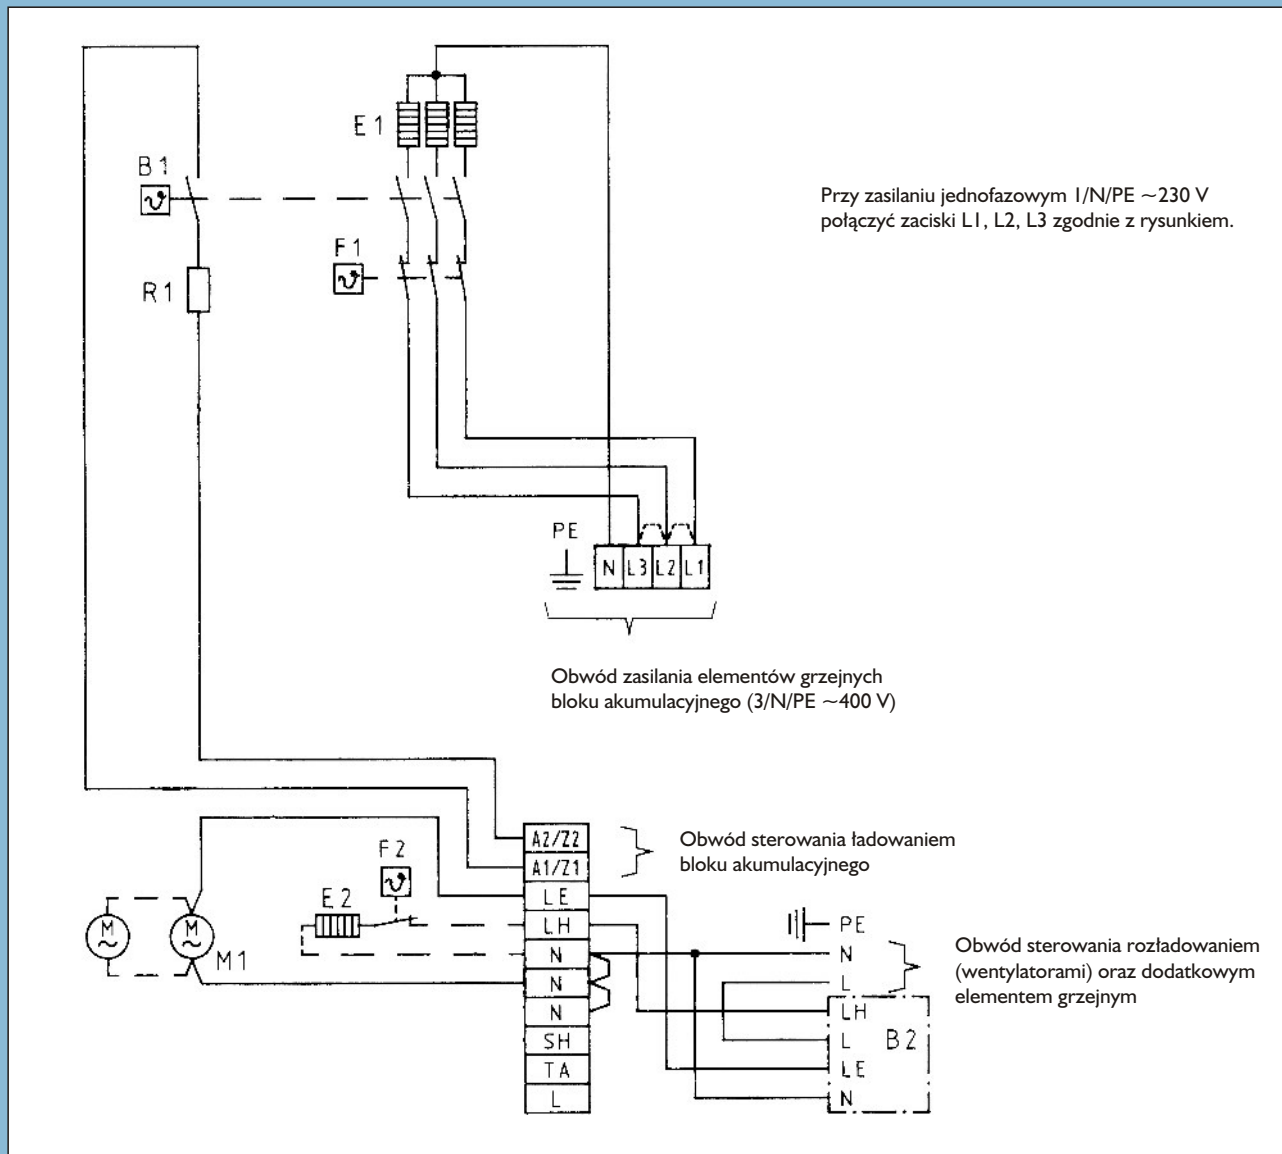 E1
B1
Przy zasilaniu jednofazowym 1/N/PE ~230 V
połączyć zaciski L1, L2, L3 zgodnie z rysunkiem.
F1
R1
PE
N L3 L2 L1
Obwód zasilania elementów grzejnych
bloku akumulacyjnego (3/N/PE ~400 V)
A2/Z2
A1/Z1
LE
LH
N
N
N
SH
TA
L
Obwód sterowania ładowaniem
bloku akumulacyjnego
F2
E2
M
~
M
~
M1
PE
N
L
LH
L
LE
N
B2
Obwód sterowania rozładowaniem
(wentylatorami) oraz dodatkowym
elementem grzejnym